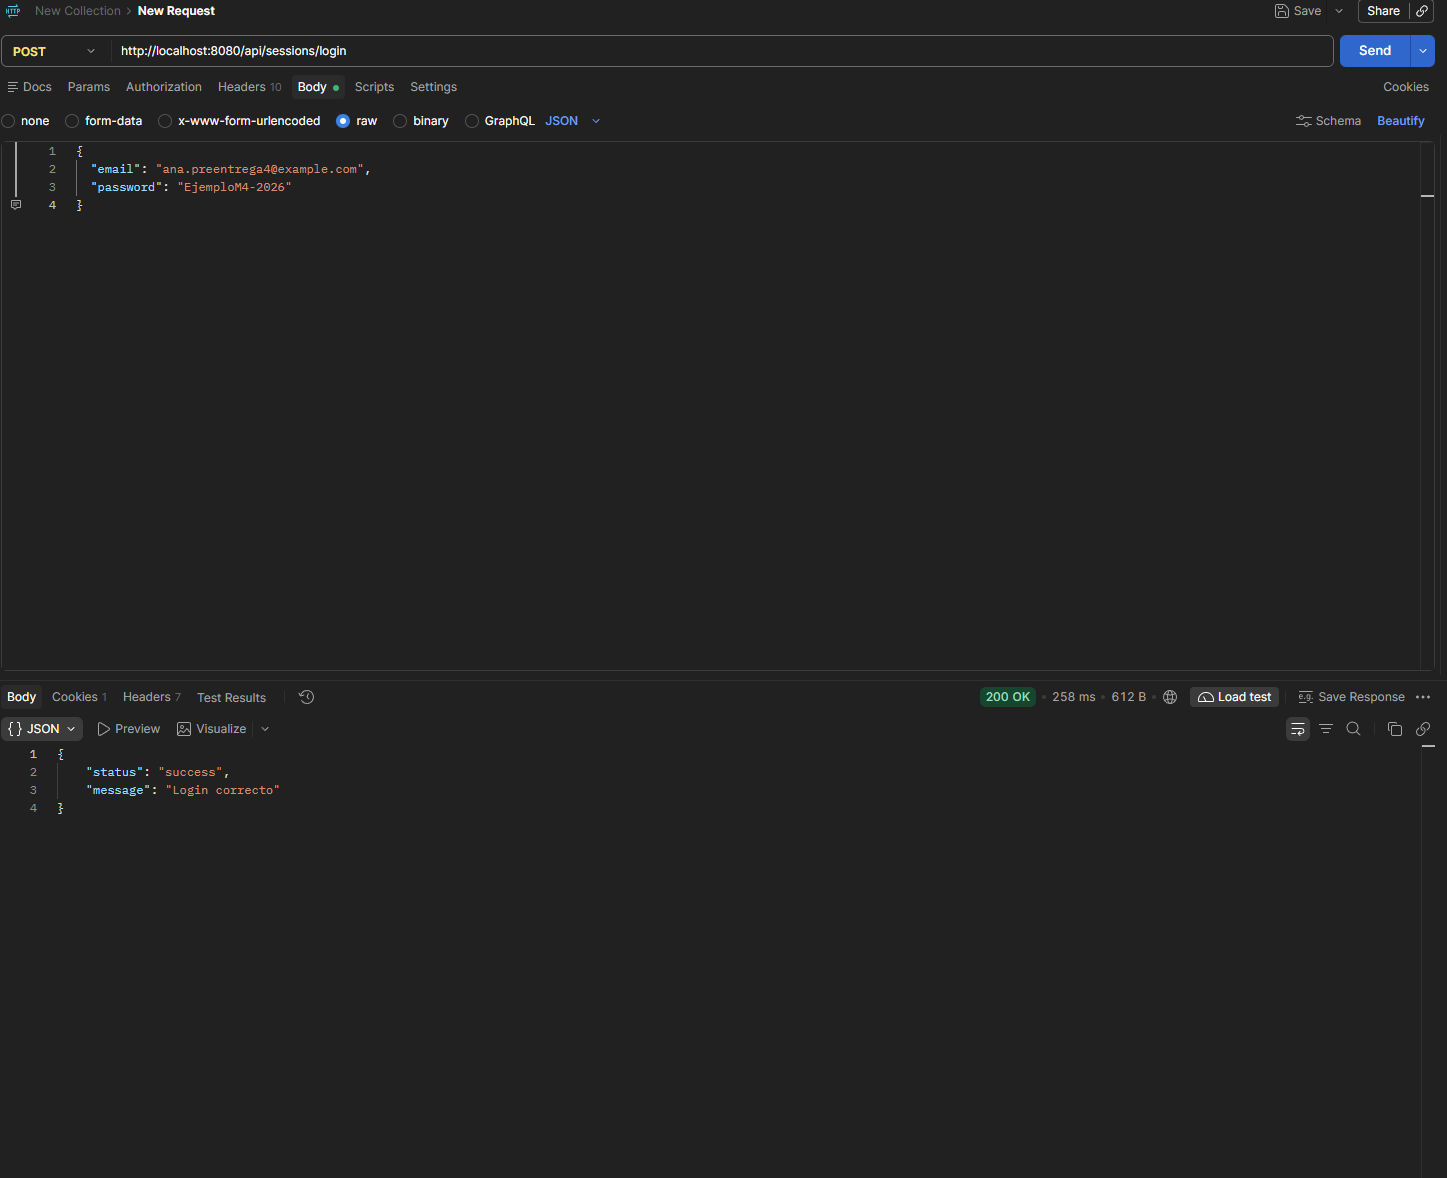 HTTP New Collection > New Request Save Share
POST http://localhost:8080/api/sessions/login Send
Docs Params Authorization Headers 10 Body Scripts Settings Cookies
none form-data x-www-form-urlencoded raw binary GraphQL JSON Schema Beautify
1 {
2 "email": "ana.preentrega4@example.com",
3 "password": "EjemploM4-2026"
4 }
Body Cookies 1 Headers 7 Test Results 200 OK • 258 ms • 612 B • Load test e.g. Save Response
{} JSON Preview Visualize
1 {
2 "status": "success",
3 "message": "Login correcto"
4 }